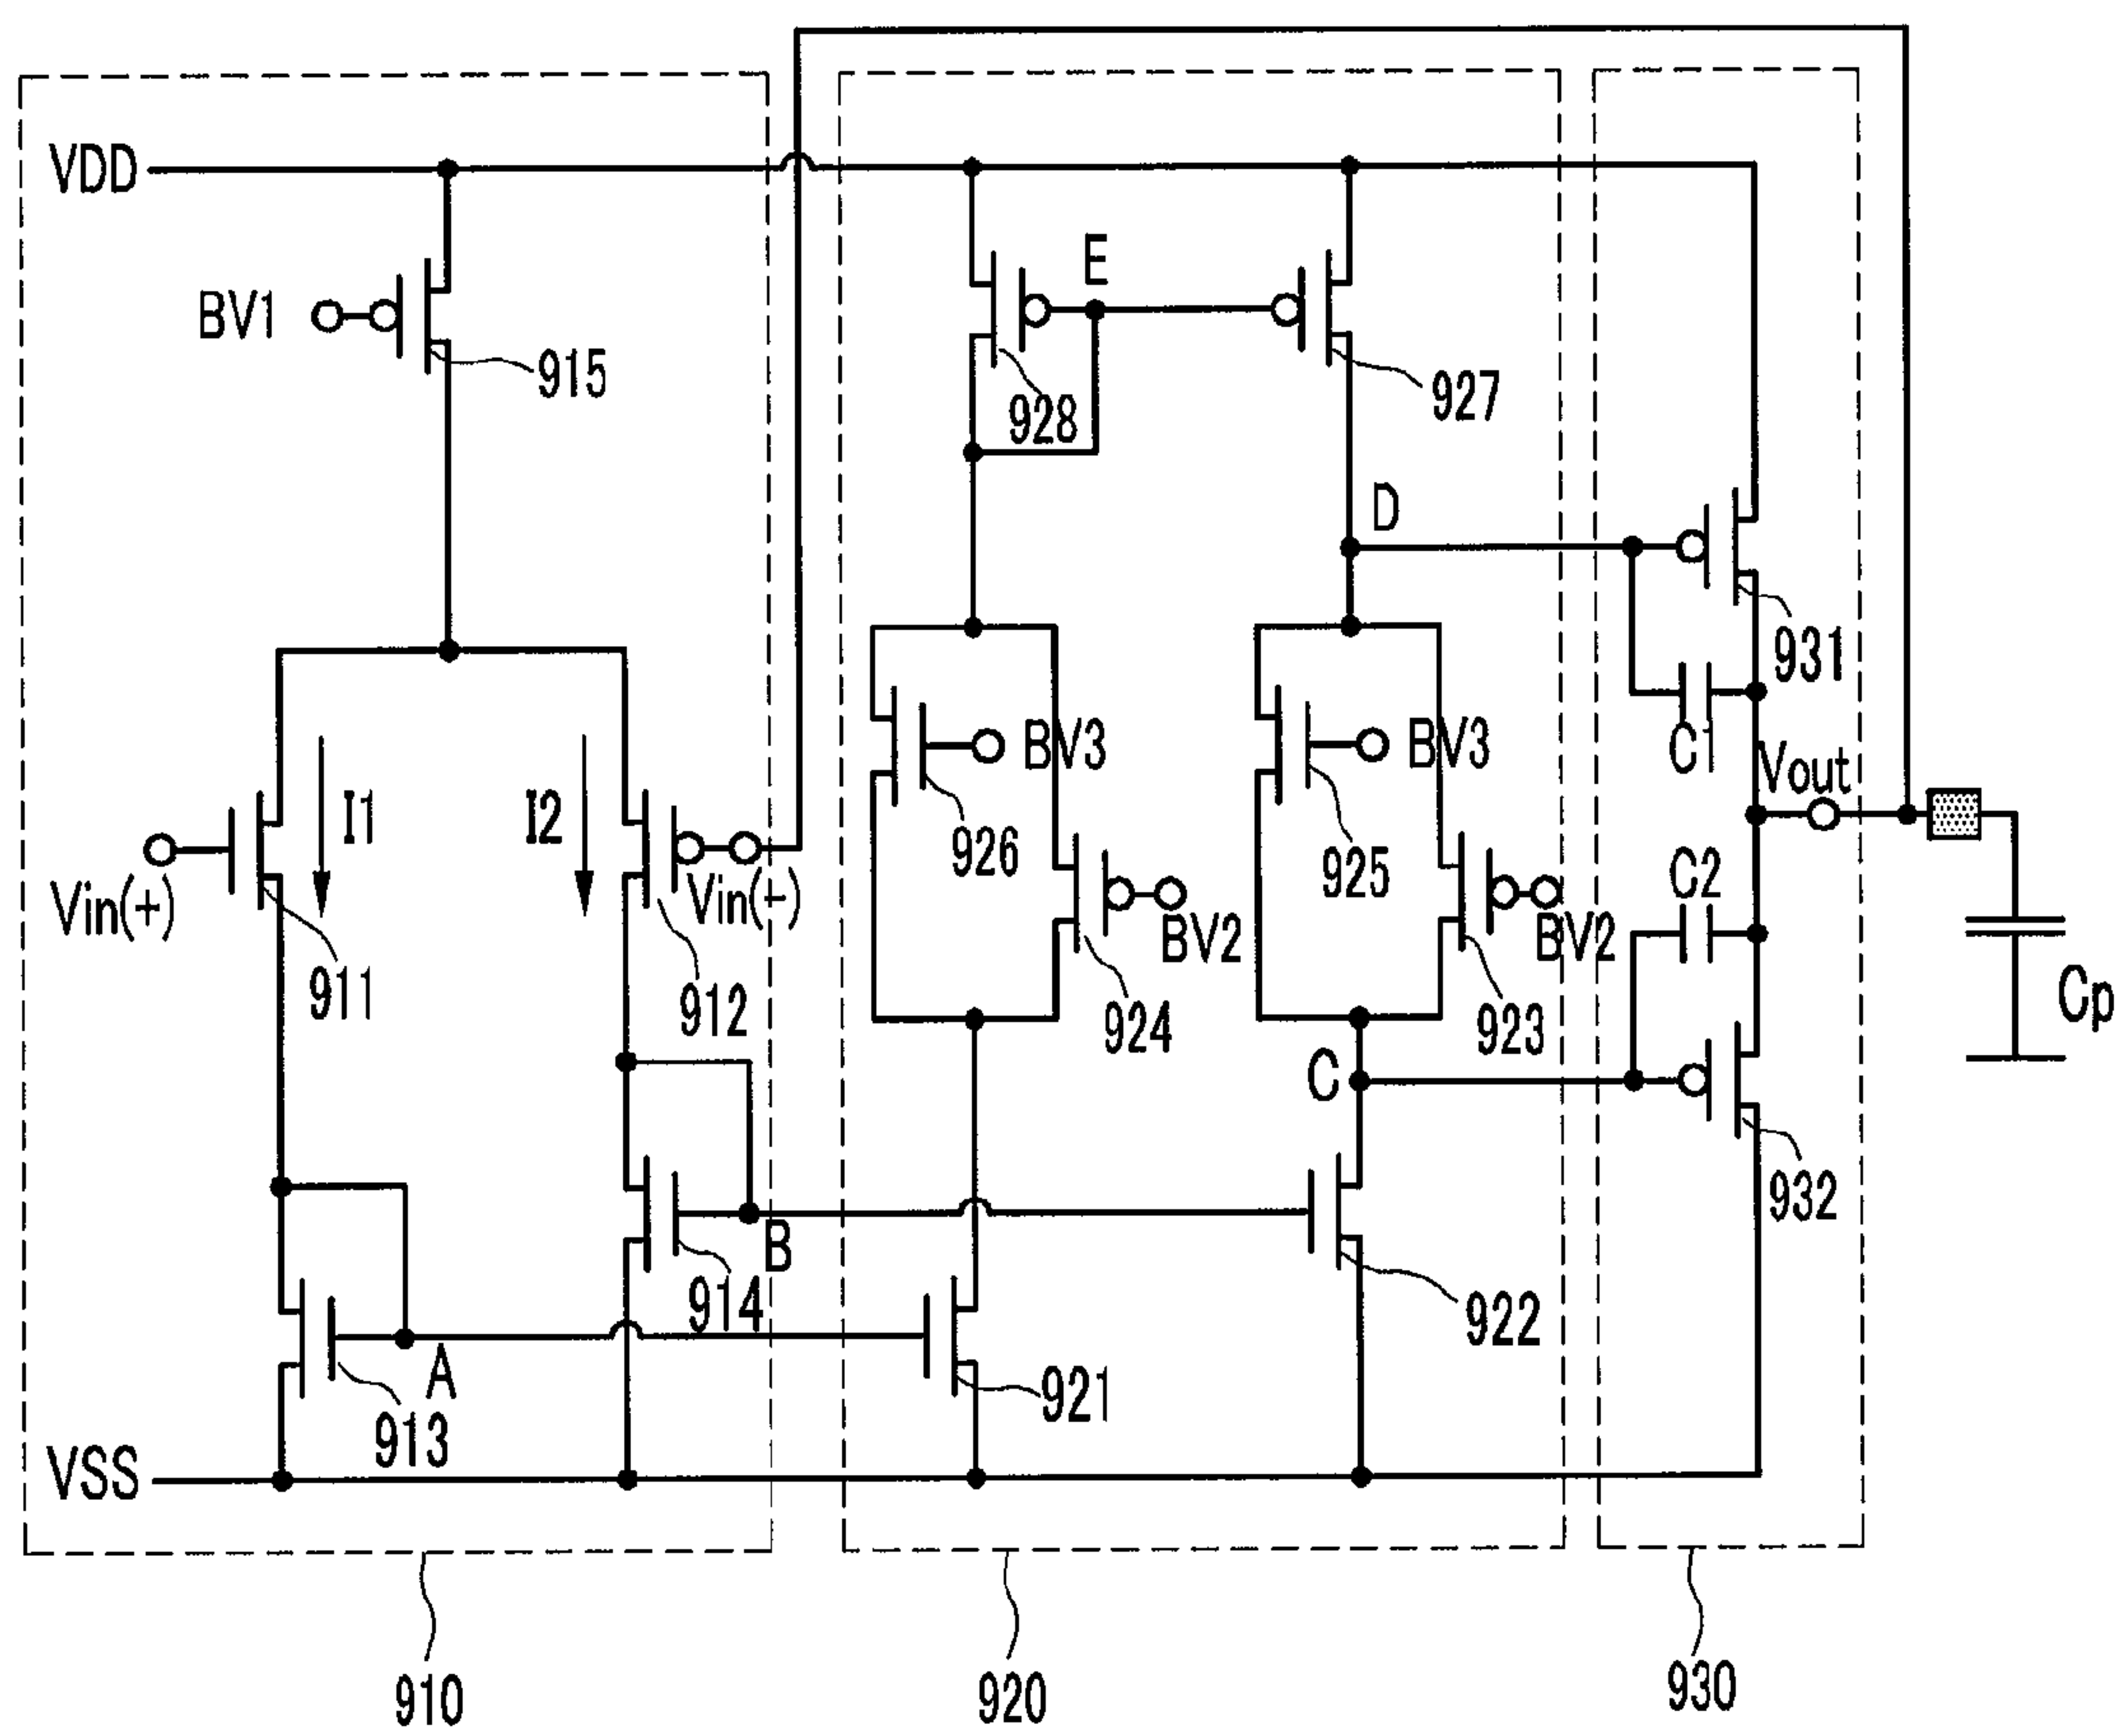 VDD
BV1
915
E
928
927
D
931
C1
Vout
BV3
BV3
I1
I2
Vin(+)
Vin(-)
926
925
C2
911
912
BV2
BV2
924
923
Cp
C
B
914
932
A
913
921
922
VSS
910
920
930